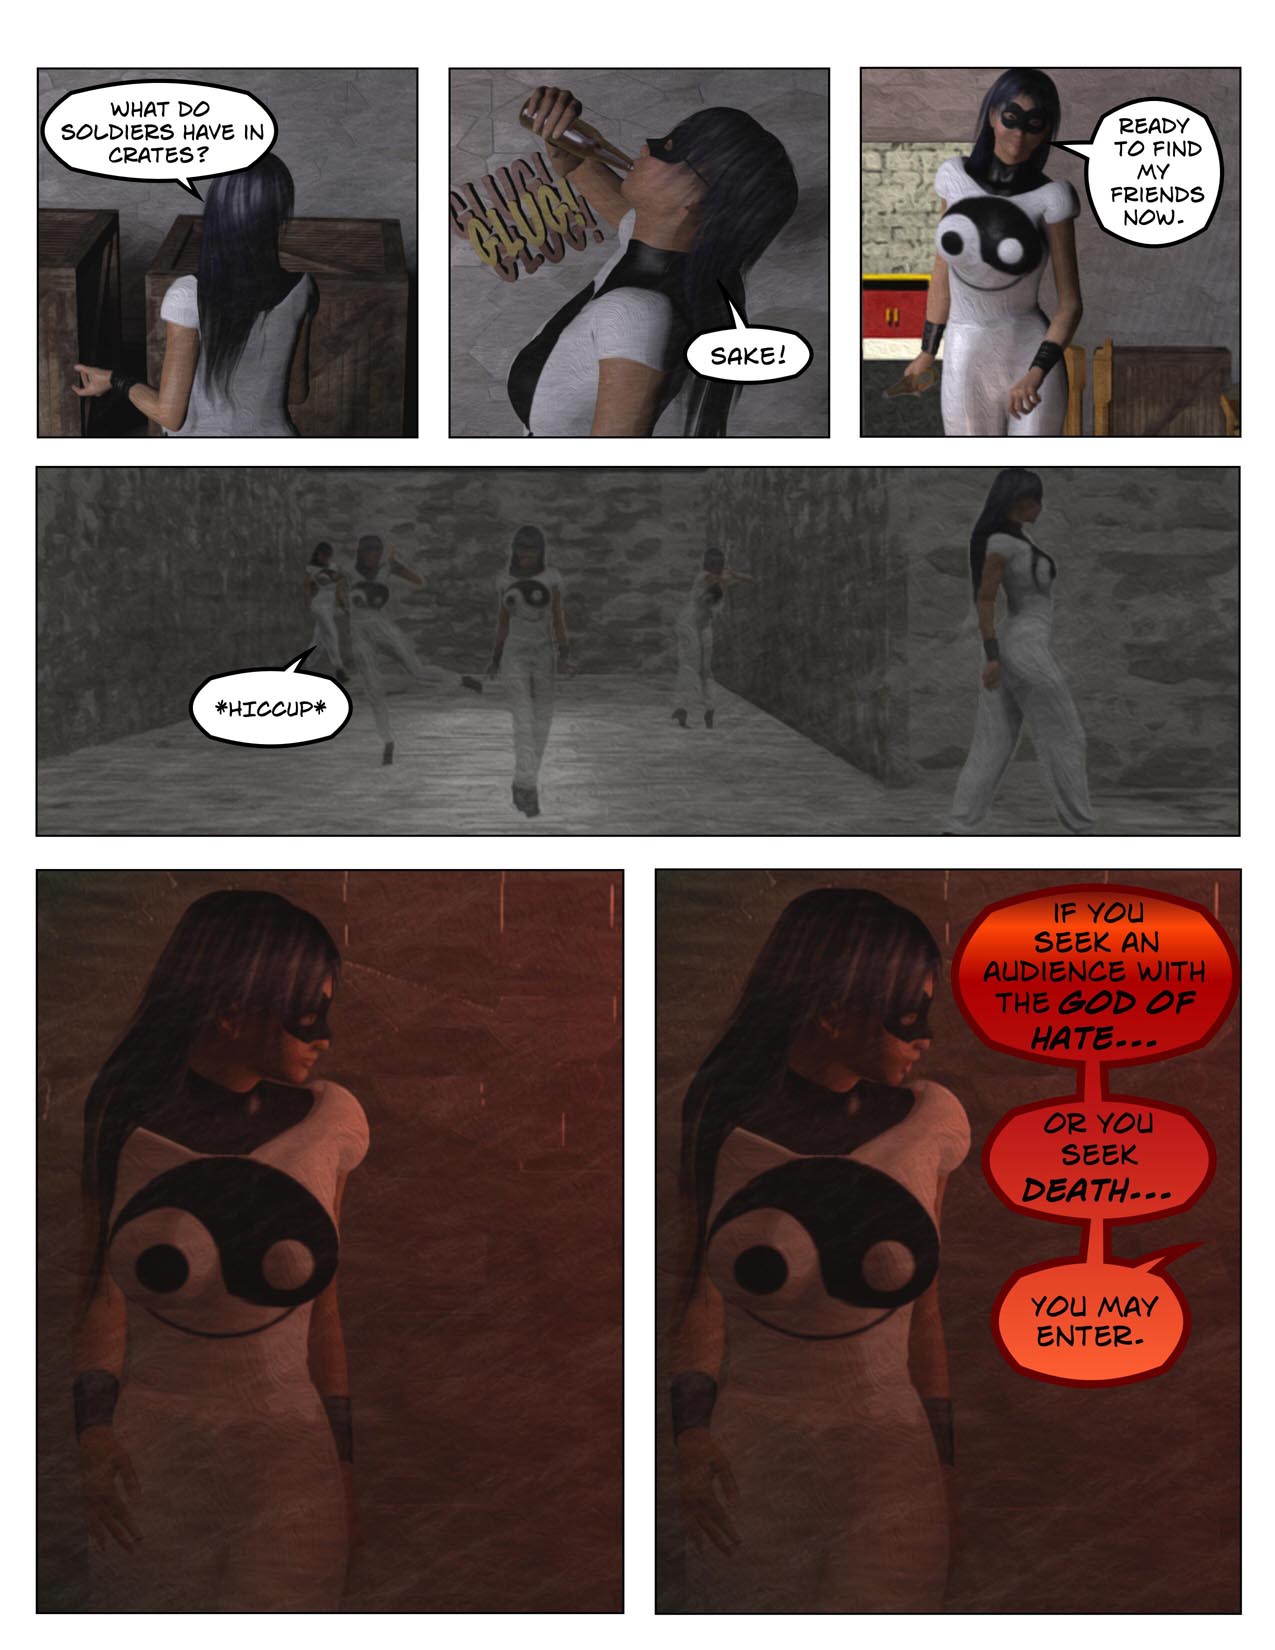 WHAT DO
SOLDIERS HAVE IN
CRATES?
GLUG!
GLUG!
GLUG!
SAKE!
READY
TO FIND
MY
FRIENDS
NOW.
*HICCUP*
IF YOU
SEEK AN
AUDIENCE WITH
THE GOD OF
HATE...
OR YOU
SEEK
DEATH...
YOU MAY
ENTER.